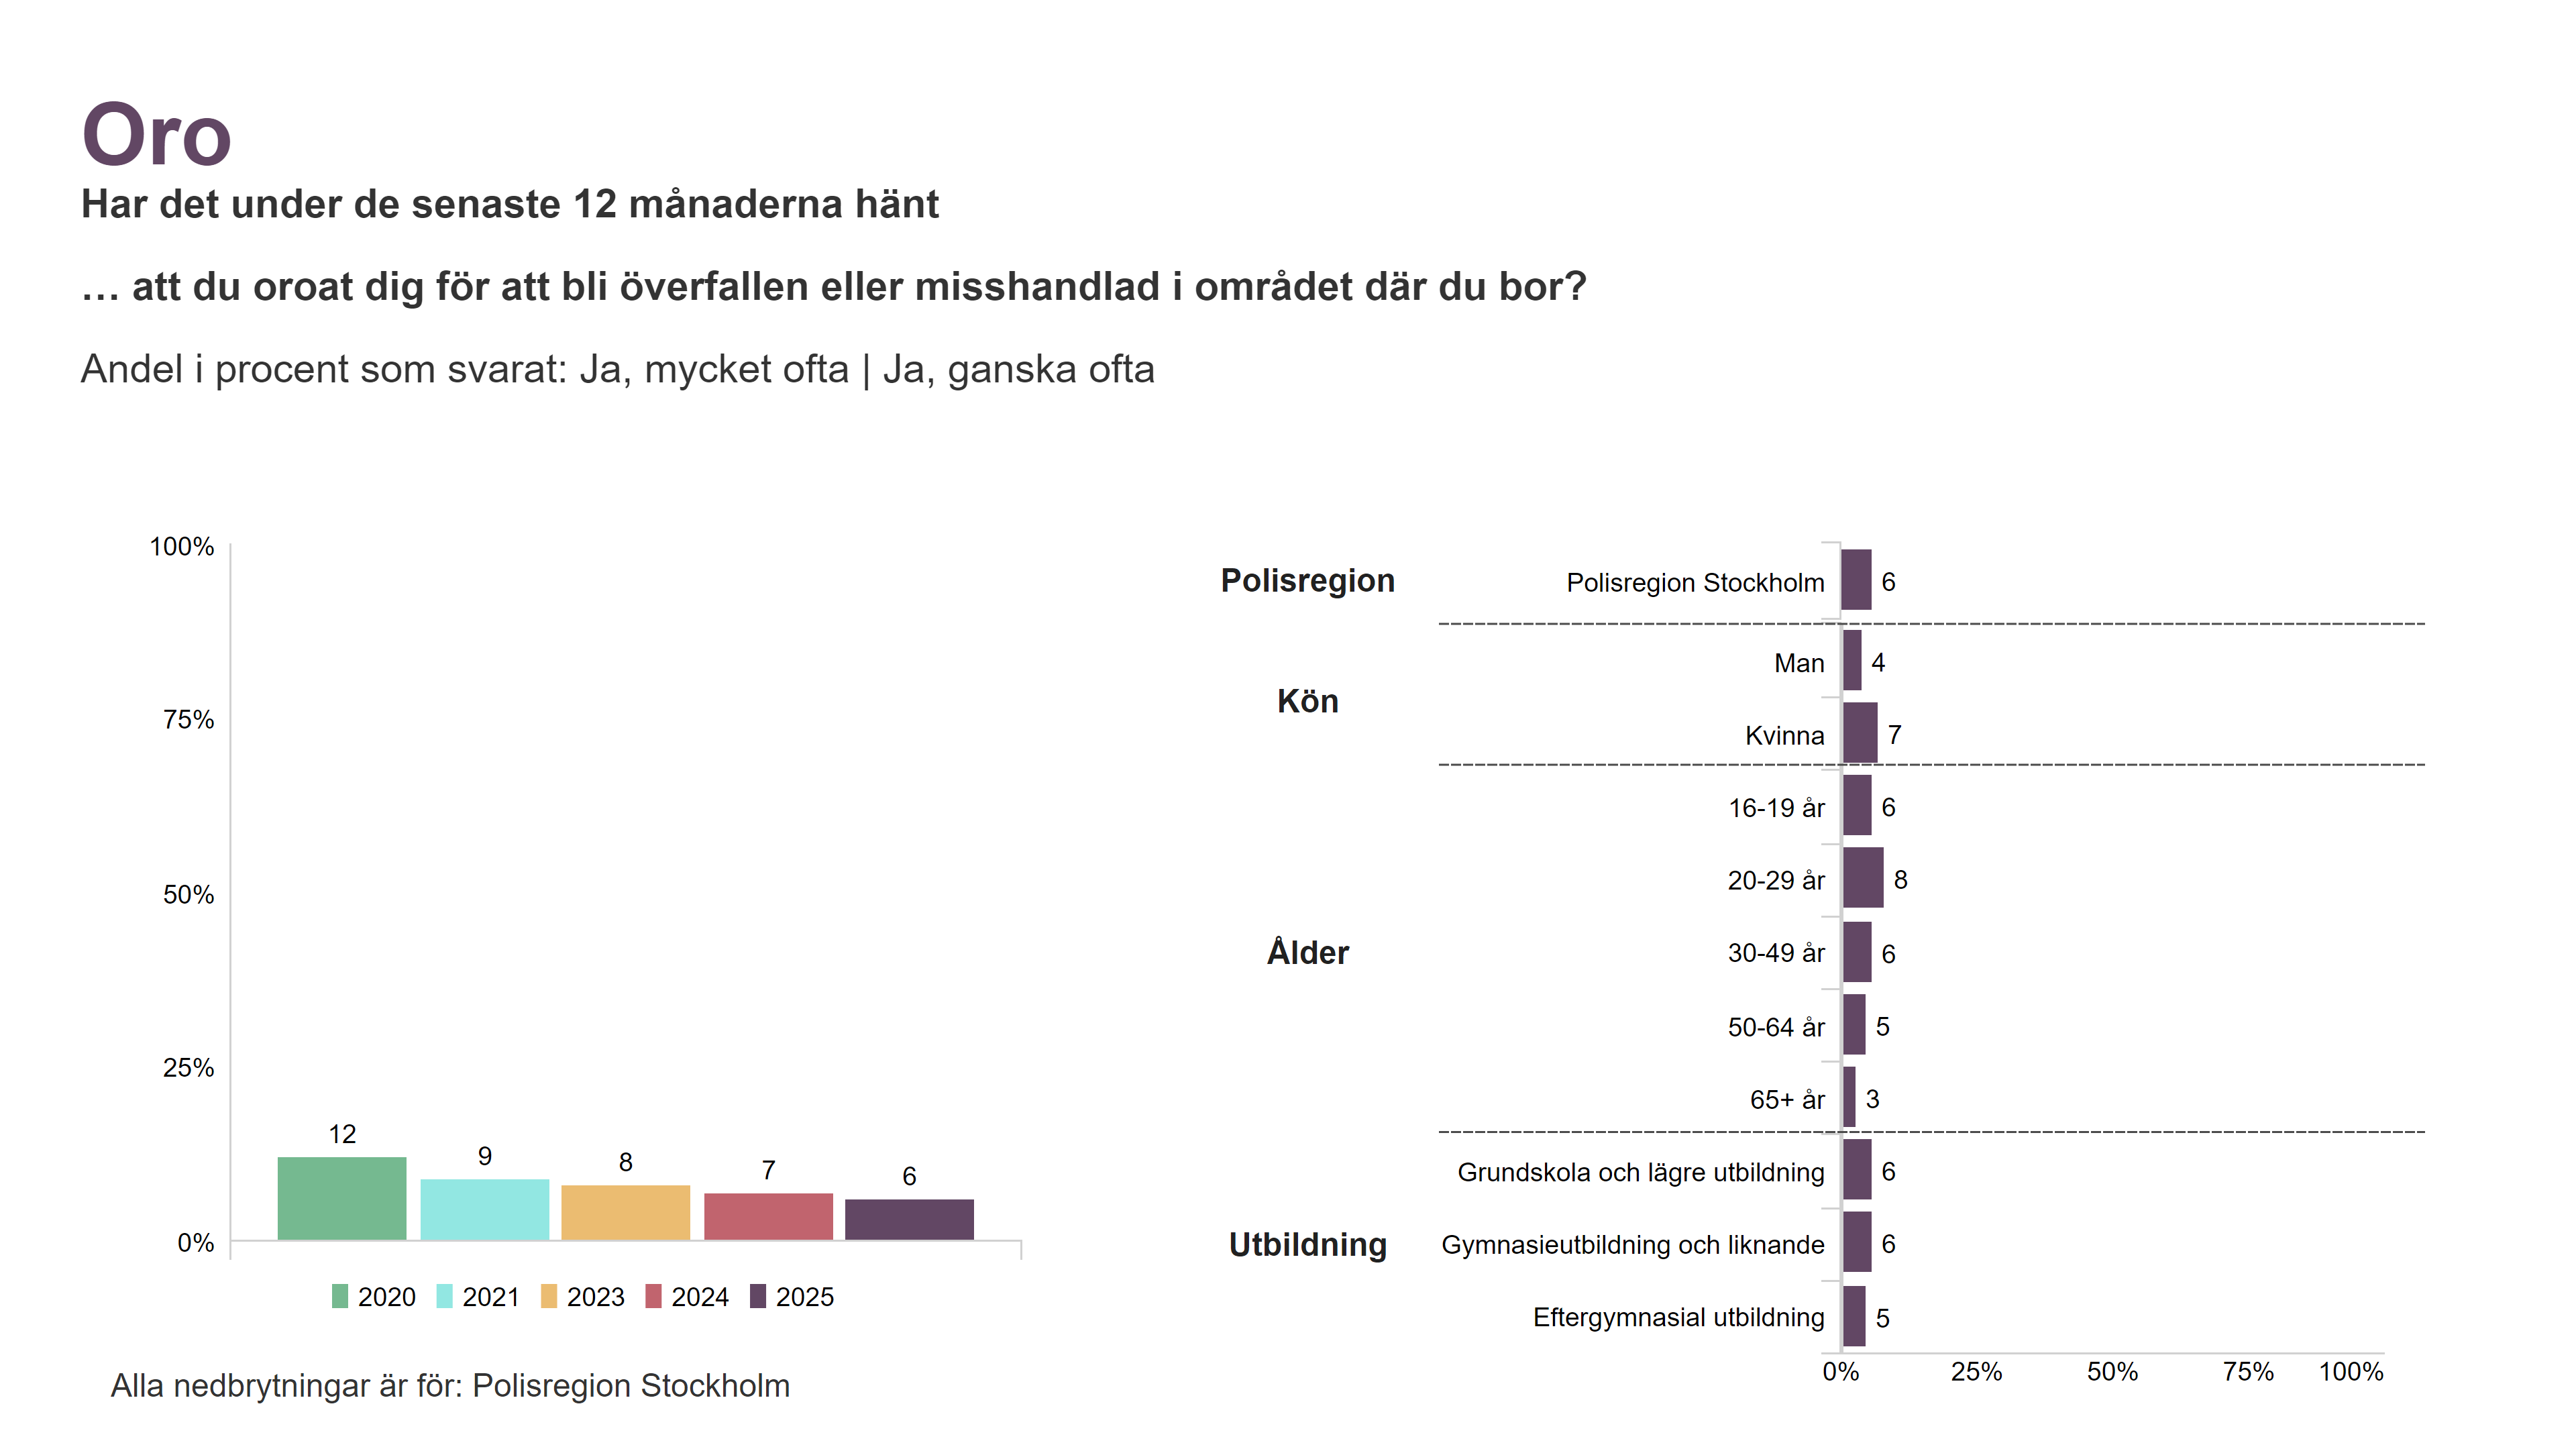 Oro
Har det under de senaste 12 månaderna hänt
… att du oroat dig för att bli överfallen eller misshandlad i området där du bor?
Andel i procent som svarat: Ja, mycket ofta | Ja, ganska ofta
100%
75%
50%
25%
0%
12
9
8
7
6
2020 2021 2023 2024 2025
Alla nedbrytningar är för: Polisregion Stockholm
Polisregion
Polisregion Stockholm 6
Kön
Man 4
Kvinna 7
Ålder
16-19 år 6
20-29 år 8
30-49 år 6
50-64 år 5
65+ år 3
Utbildning
Grundskola och lägre utbildning 6
Gymnasieutbildning och liknande 6
Eftergymnasial utbildning 5
0% 25% 50% 75% 100%